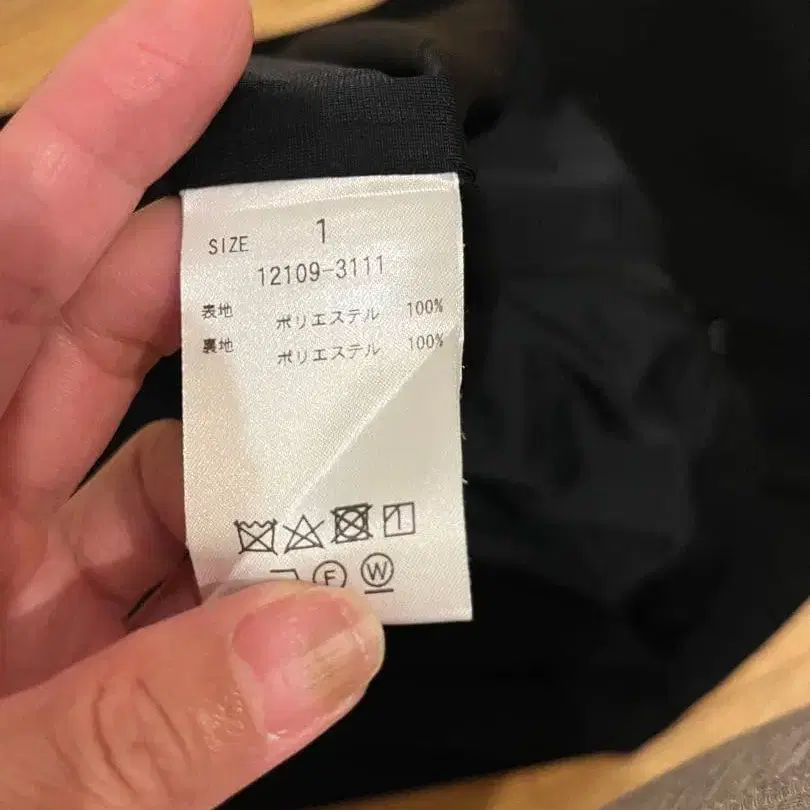 SIZE 1
12109-3111
表地 ポリエステル 100%
裏地 ポリエステル 100%
F W